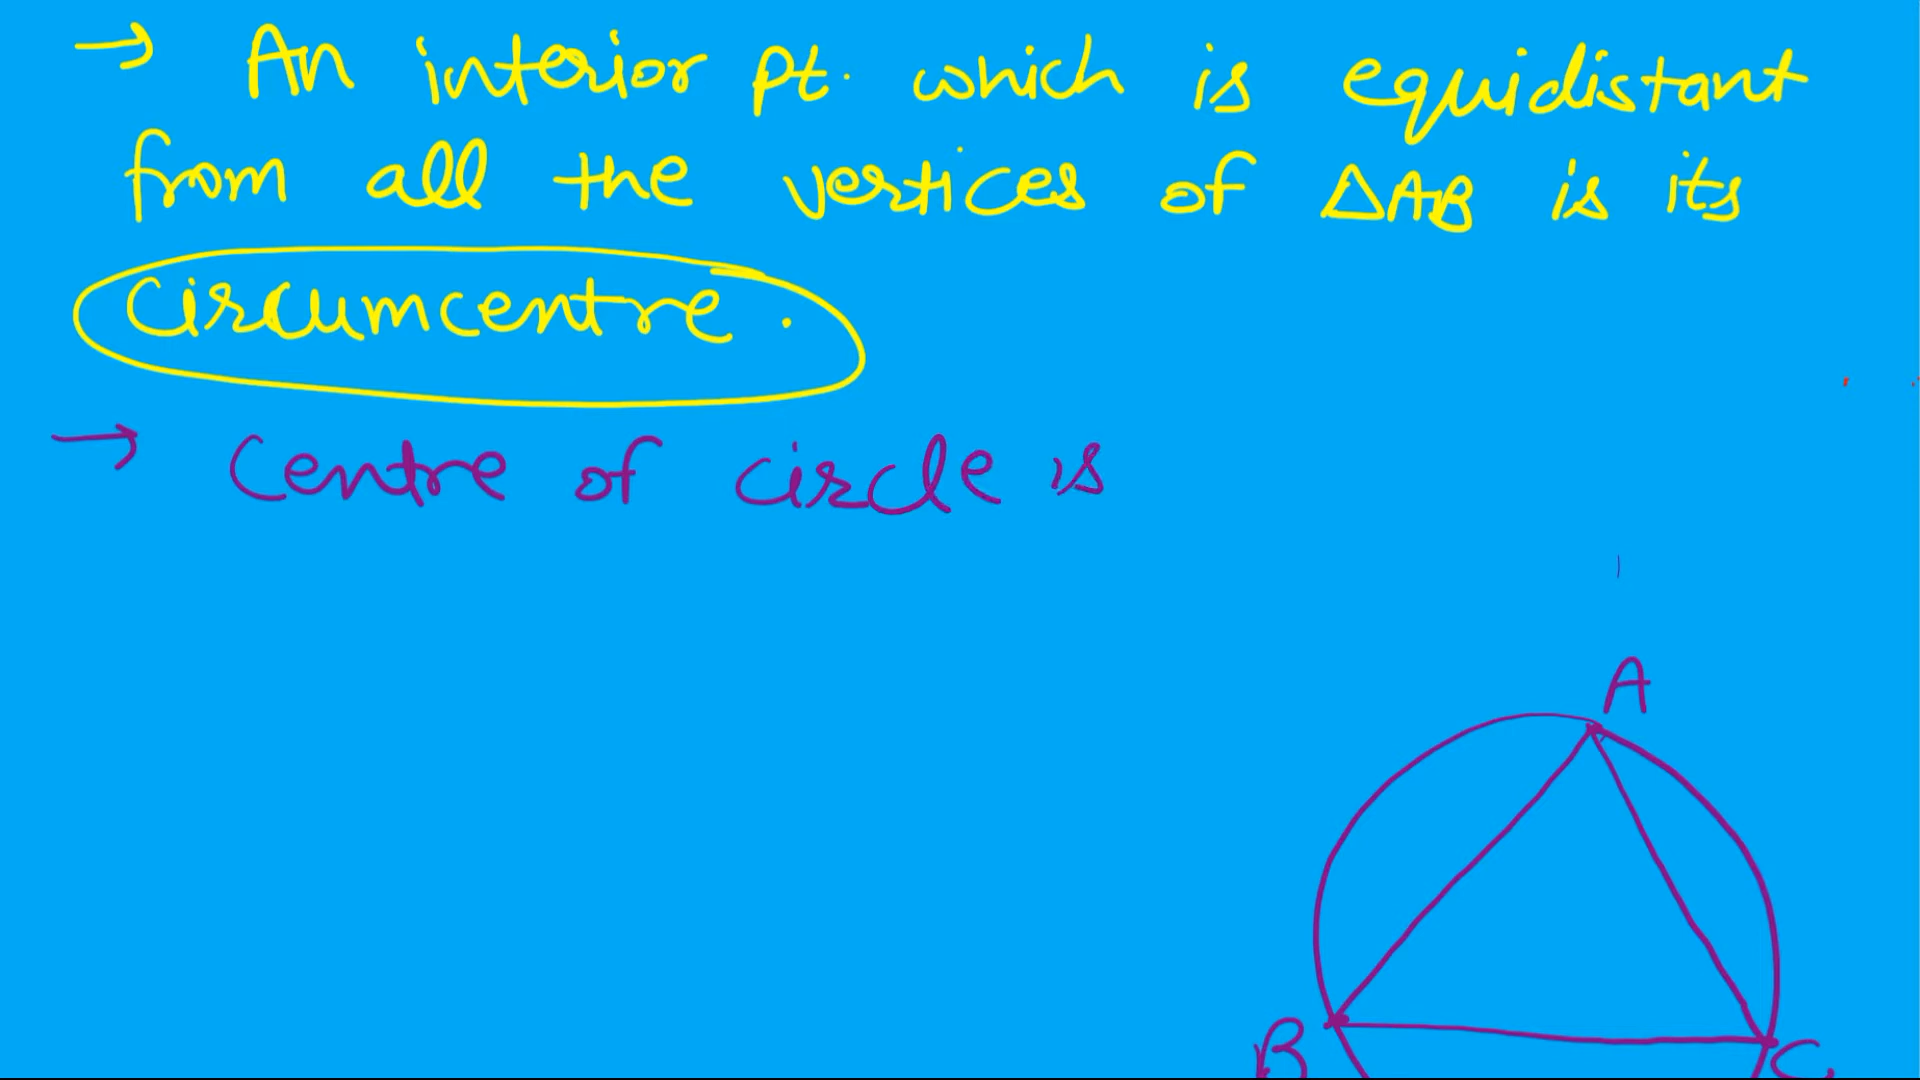 → An interior pt. which is equidistant
from all the vertices of ΔAB is its
circumcentre.
→ Centre of circle is
A
B
C